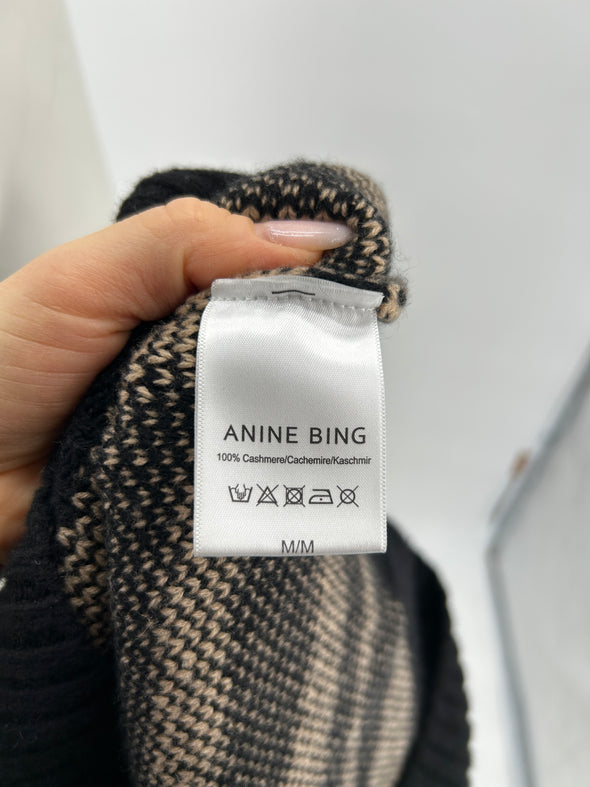 ANINE BING
100% Cashmere/Cachemire/Kaschmir
M/M